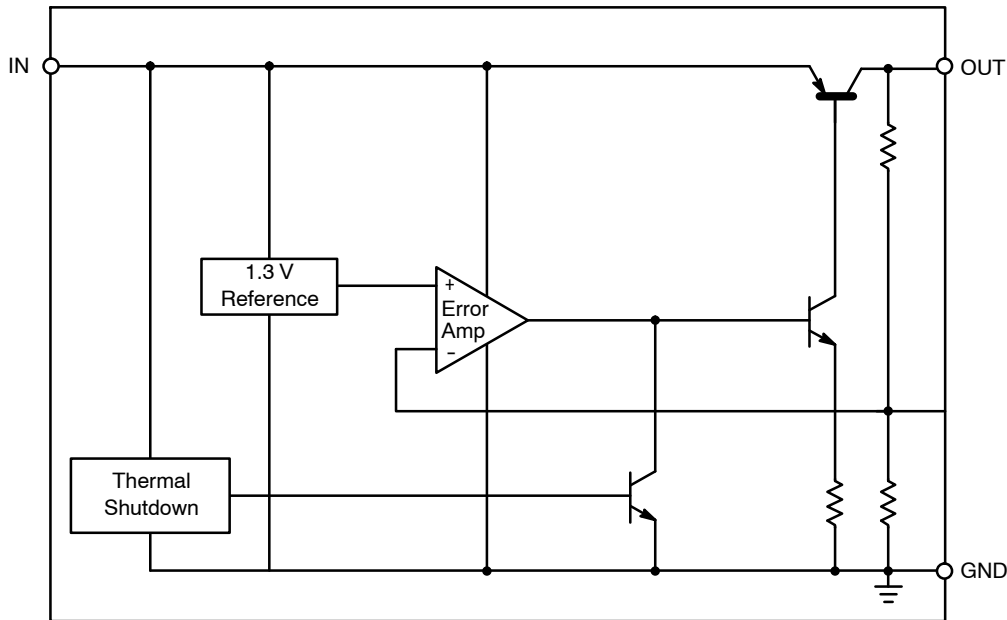 IN
OUT
1.3 V
Reference
+
Error
Amp
-
Thermal
Shutdown
GND